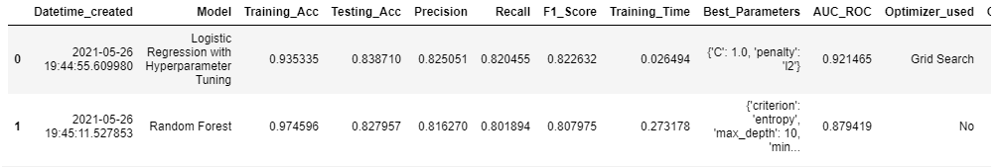 Datetime_created Model Training_Acc Testing_Acc Precision Recall F1_Score Training_Time Best_Parameters AUC_ROC Optimizer_used
0 2021-05-26 19:44:55.609980 Logistic Regression with Hyperparameter Tuning 0.935335 0.838710 0.825051 0.820455 0.822632 0.026494 {'C': 1.0, 'penalty': 'l2'} 0.921465 Grid Search
1 2021-05-26 19:45:11.527853 Random Forest 0.974596 0.827957 0.816270 0.801894 0.807975 0.273178 {'criterion': 'entropy', 'max_depth': 10, 'min... 0.879419 No